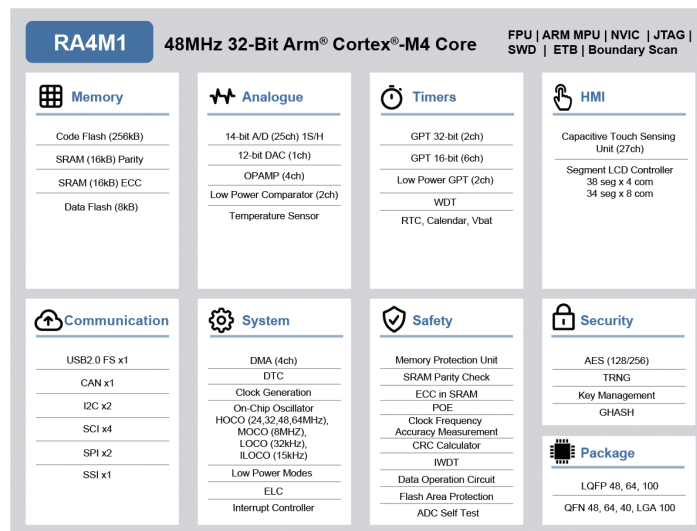 RA4M1
48MHz 32-Bit Arm® Cortex®-M4 Core
FPU | ARM MPU | NVIC | JTAG |
SWD | ETB | Boundary Scan
Memory
Code Flash (256kB)
SRAM (16kB) Parity
SRAM (16kB) ECC
Data Flash (8kB)
Analogue
14-bit A/D (25ch) 1S/H
12-bit DAC (1ch)
OPAMP (4ch)
Low Power Comparator (2ch)
Temperature Sensor
Timers
GPT 32-bit (2ch)
GPT 16-bit (6ch)
Low Power GPT (2ch)
WDT
RTC, Calendar, Vbat
HMI
Capacitive Touch Sensing
Unit (27ch)
Segment LCD Controller
38 seg x 4 com
34 seg x 8 com
Communication
USB2.0 FS x1
CAN x1
I2C x2
SCI x4
SPI x2
SSI x1
System
DMA (4ch)
DTC
Clock Generation
On-Chip Oscillator
HOCO (24,32,48,64MHz),
MOCO (8MHZ),
LOCO (32kHz),
ILOCO (15kHz)
Low Power Modes
ELC
Interrupt Controller
Safety
Memory Protection Unit
SRAM Parity Check
ECC in SRAM
POE
Clock Frequency
Accuracy Measurement
CRC Calculator
IWDT
Data Operation Circuit
Flash Area Protection
ADC Self Test
Security
AES (128/256)
TRNG
Key Management
GHASH
Package
LQFP 48, 64, 100
QFN 48, 64, 40, LGA 100